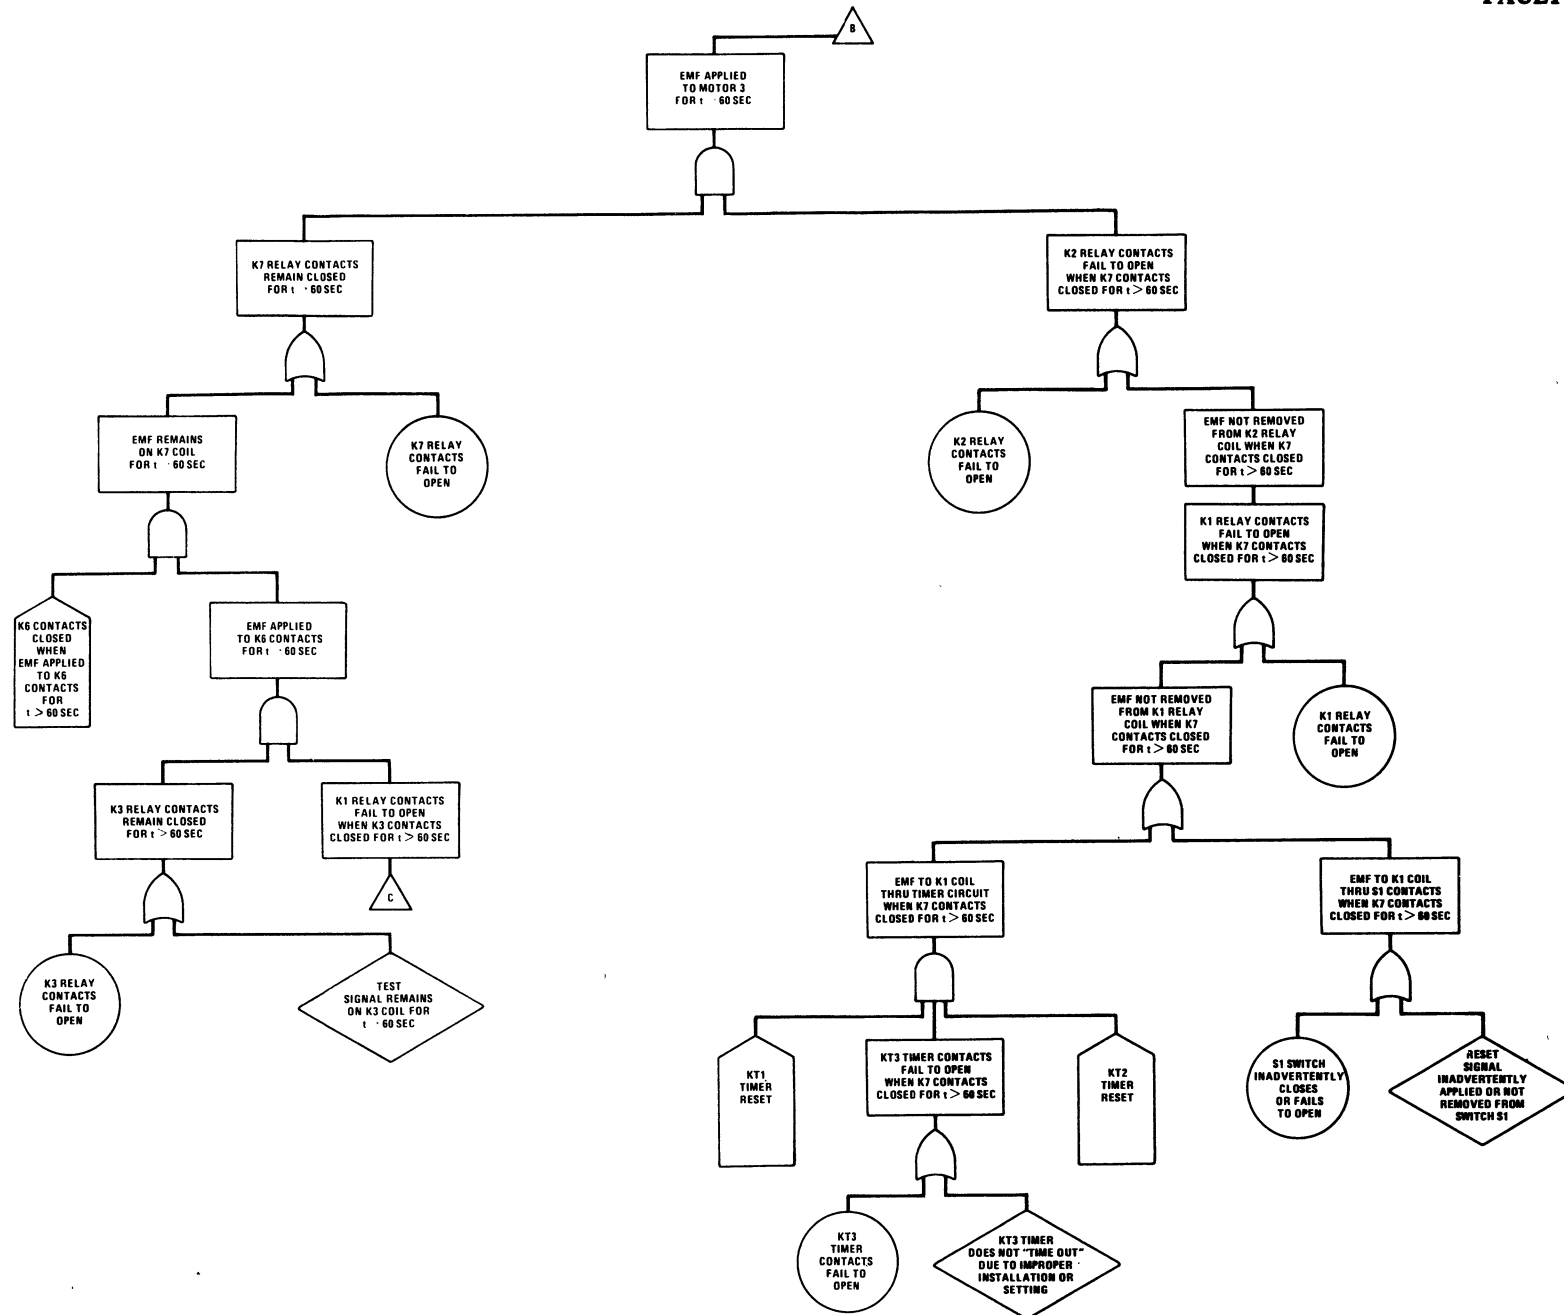 B
EMF APPLIED
TO MOTOR 3
FOR t · 60 SEC
K7 RELAY CONTACTS
REMAIN CLOSED
FOR t · 60 SEC
K2 RELAY CONTACTS
FAIL TO OPEN
WHEN K7 CONTACTS
CLOSED FOR t > 60 SEC
EMF REMAINS
ON K7 COIL
FOR t · 60 SEC
K7 RELAY
CONTACTS
FAIL TO
OPEN
K2 RELAY
CONTACTS
FAIL TO
OPEN
EMF NOT REMOVED
FROM K2 RELAY
COIL WHEN K7
CONTACTS CLOSED
FOR t > 60 SEC
K1 RELAY CONTACTS
FAIL TO OPEN
WHEN K7 CONTACTS
CLOSED FOR t > 60 SEC
K6 CONTACTS
CLOSED
WHEN
EMF APPLIED
TO K6
CONTACTS
FOR
t > 60 SEC
EMF APPLIED
TO K6 CONTACTS
FOR t · 60 SEC
EMF NOT REMOVED
FROM K1 RELAY
COIL WHEN K7
CONTACTS CLOSED
FOR t > 60 SEC
K1 RELAY
CONTACTS
FAIL TO
OPEN
K3 RELAY CONTACTS
REMAIN CLOSED
FOR t > 60 SEC
K1 RELAY CONTACTS
FAIL TO OPEN
WHEN K3 CONTACTS
CLOSED FOR t > 60 SEC
C
EMF TO K1 COIL
THRU TIMER CIRCUIT
WHEN K7 CONTACTS
CLOSED FOR t > 60 SEC
EMF TO K1 COIL
THRU S1 CONTACTS
WHEN K7 CONTACTS
CLOSED FOR t > 60 SEC
K3 RELAY
CONTACTS
FAIL TO
OPEN
TEST
SIGNAL REMAINS
ON K3 COIL FOR
t · 60 SEC
KT1
TIMER
RESET
KT3 TIMER CONTACTS
FAIL TO OPEN
WHEN K7 CONTACTS
CLOSED FOR t > 60 SEC
KT2
TIMER
RESET
S1 SWITCH
INADVERTENTLY
CLOSES
OR FAILS
TO OPEN
RESET
SIGNAL
INADVERTENTLY
APPLIED OR NOT
REMOVED FROM
SWITCH S1
KT3
TIMER
CONTACTS
FAIL TO
OPEN
KT3 TIMER
DOES NOT "TIME OUT"
DUE TO IMPROPER
INSTALLATION OR
SETTING